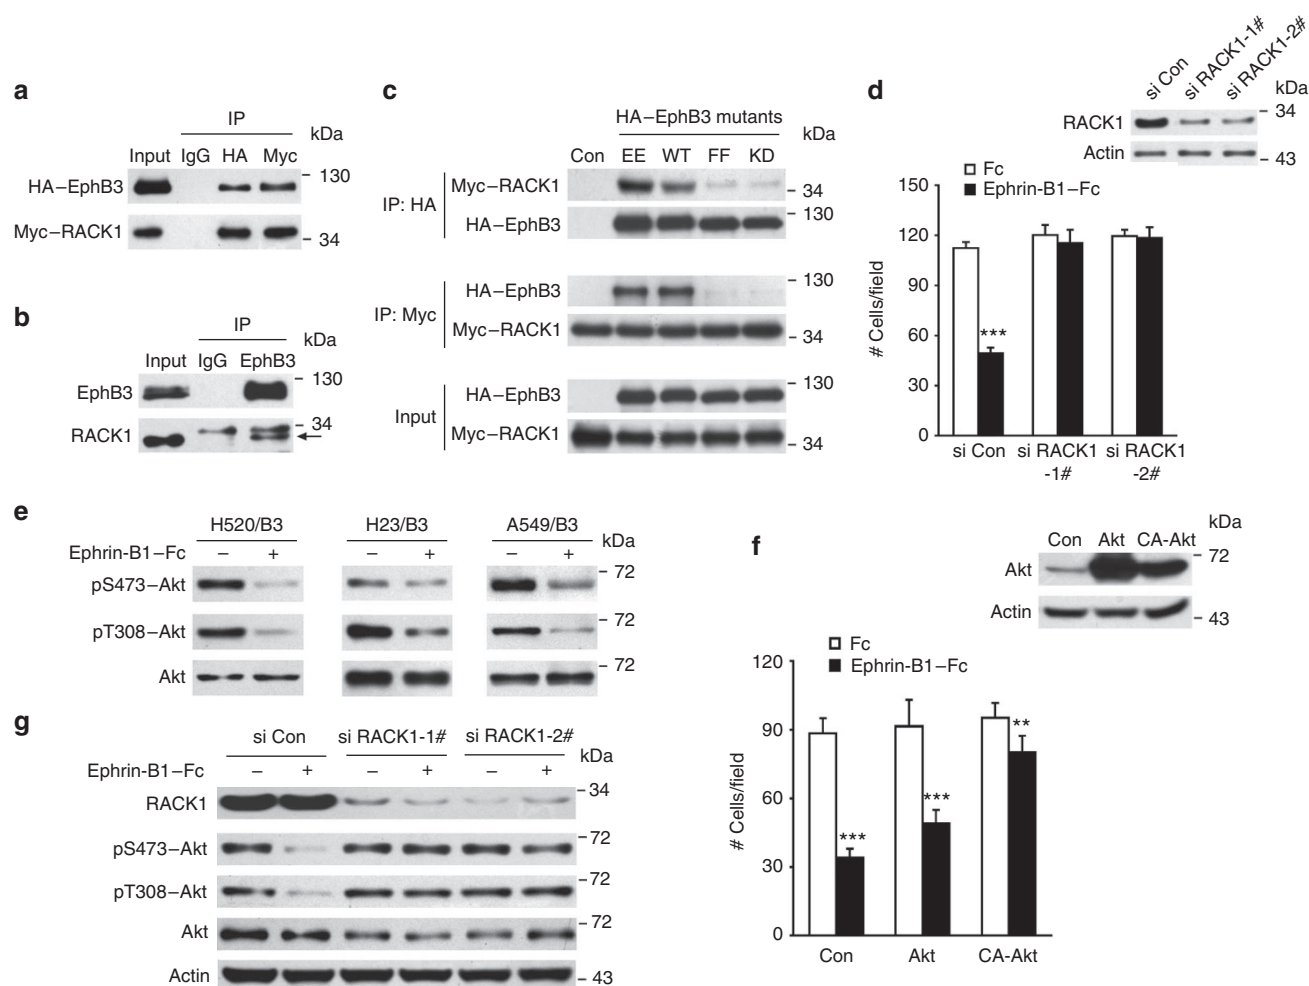 a
IP
kDa
Input IgG HA Myc
HA–EphB3
130
Myc–RACK1
34
b
IP
kDa
Input IgG EphB3
EphB3
130
RACK1
34
c
HA–EphB3 mutants
kDa
Con EE WT FF KD
IP: HA
Myc–RACK1
34
HA–EphB3
130
IP: Myc
HA–EphB3
130
Myc–RACK1
34
Input
HA–EphB3
130
Myc–RACK1
34
d
si Con
si RACK1-1#
si RACK1-2#
kDa
RACK1
34
Actin
43
Fc
Ephrin-B1–Fc
# Cells/field
150
120
90
60
30
0
***
si Con
si RACK1
-1#
si RACK1
-2#
e
H520/B3 H23/B3 A549/B3
kDa
Ephrin-B1–Fc – + – + – +
pS473–Akt
72
pT308–Akt
72
Akt
72
f
Con Akt CA-Akt
kDa
Akt
72
Actin
43
Fc
Ephrin-B1–Fc
# Cells/field
120
90
60
30
0
***
***
**
Con Akt CA-Akt
g
si Con si RACK1-1# si RACK1-2#
kDa
Ephrin-B1–Fc – + – + – +
RACK1
34
pS473–Akt
72
pT308–Akt
72
Akt
72
Actin
43